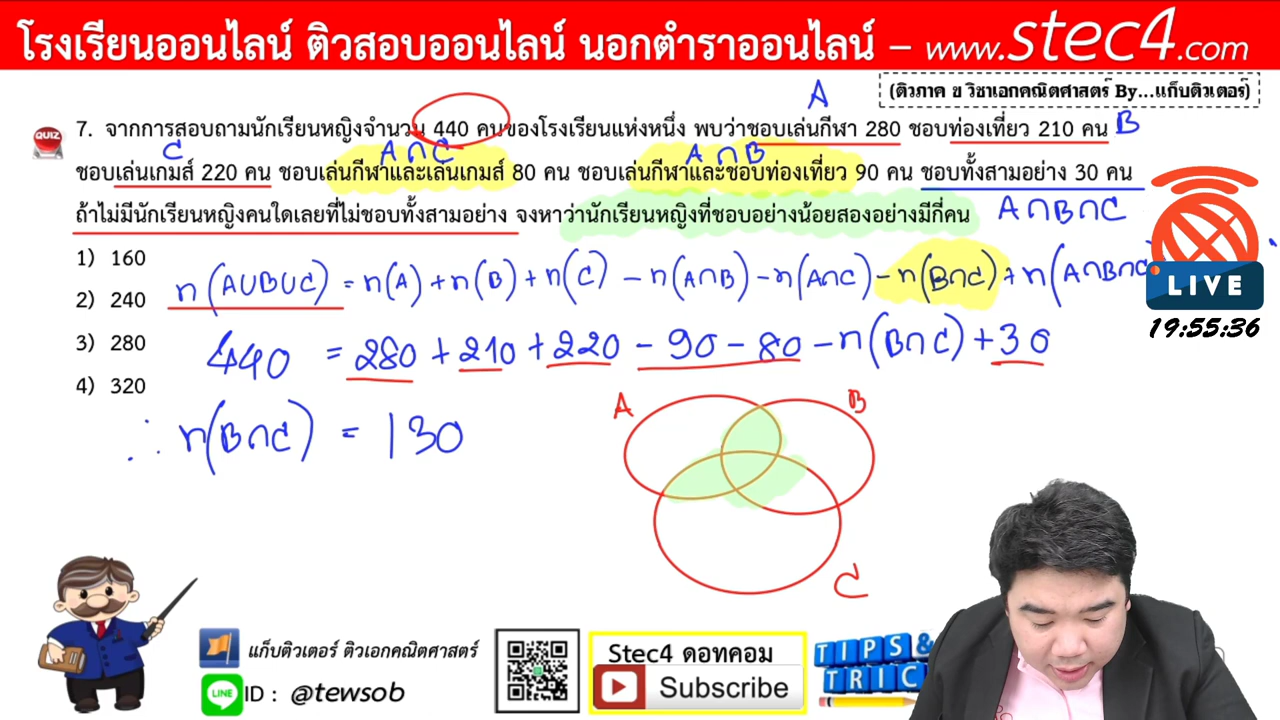 โรงเรียนออนไลน์ ติวสอบออนไลน์ นอกตำราออนไลน์ – www.stec4.com
(ติวภาค ข วิชาเอกคณิตศาสตร์ By...แก็บติวเตอร์)
A
QUIZ
7. จากการสอบถามนักเรียนหญิงจำนวน 440 คนของโรงเรียนแห่งหนึ่ง พบว่าชอบเล่นกีฬา 280 ชอบท่องเที่ยว 210 คน B
C A∩C A∩B
ชอบเล่นเกมส์ 220 คน ชอบเล่นกีฬาและเล่นเกมส์ 80 คน ชอบเล่นกีฬาและชอบท่องเที่ยว 90 คน ชอบทั้งสามอย่าง 30 คน
ถ้าไม่มีนักเรียนหญิงคนใดเลยที่ไม่ชอบทั้งสามอย่าง จงหาว่านักเรียนหญิงที่ชอบอย่างน้อยสองอย่างมีกี่คน A∩B∩C
1) 160
n(A∪B∪C) = n(A) + n(B) + n(C) – n(A∩B) – n(A∩C) – n(B∩C) + n(A∩B∩C
LIVE
19:55:36
2) 240
3) 280
440 = 280 + 210 + 220 – 90 – 80 – n(B∩C) + 30
4) 320
∴ n(B∩C) = 130
A
B
C
แก็บติวเตอร์ ติวเอกคณิตศาสตร์
LINE ID : @tewsob
Stec4 ดอทคอม
Subscribe
TIPS &
TRIC